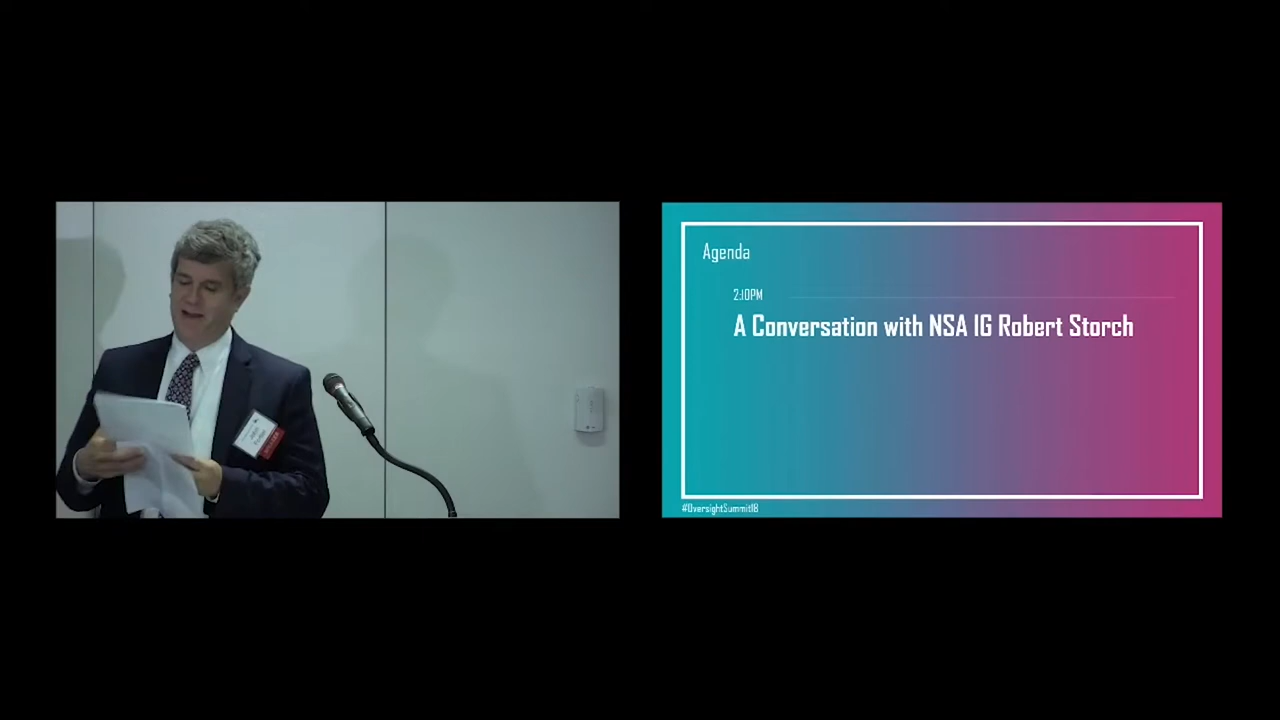 Agenda
2:10PM
A Conversation with NSA IG Robert Storch
#OversightSummit18